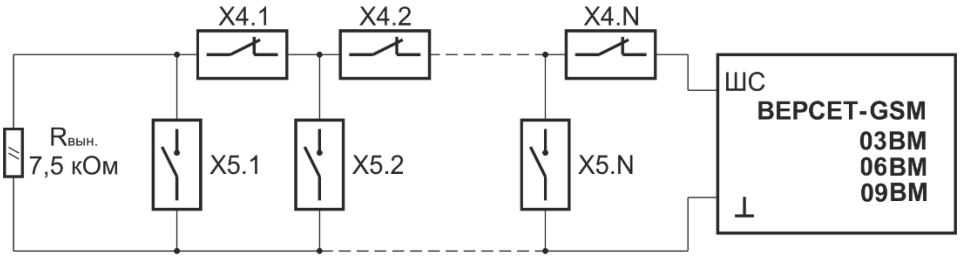 X4.1
X4.2
X4.N
ШС
ВЕРСЕТ-GSM
03ВМ
06ВМ
09ВМ
Rвын.
7,5 кОм
X5.1
X5.2
X5.N